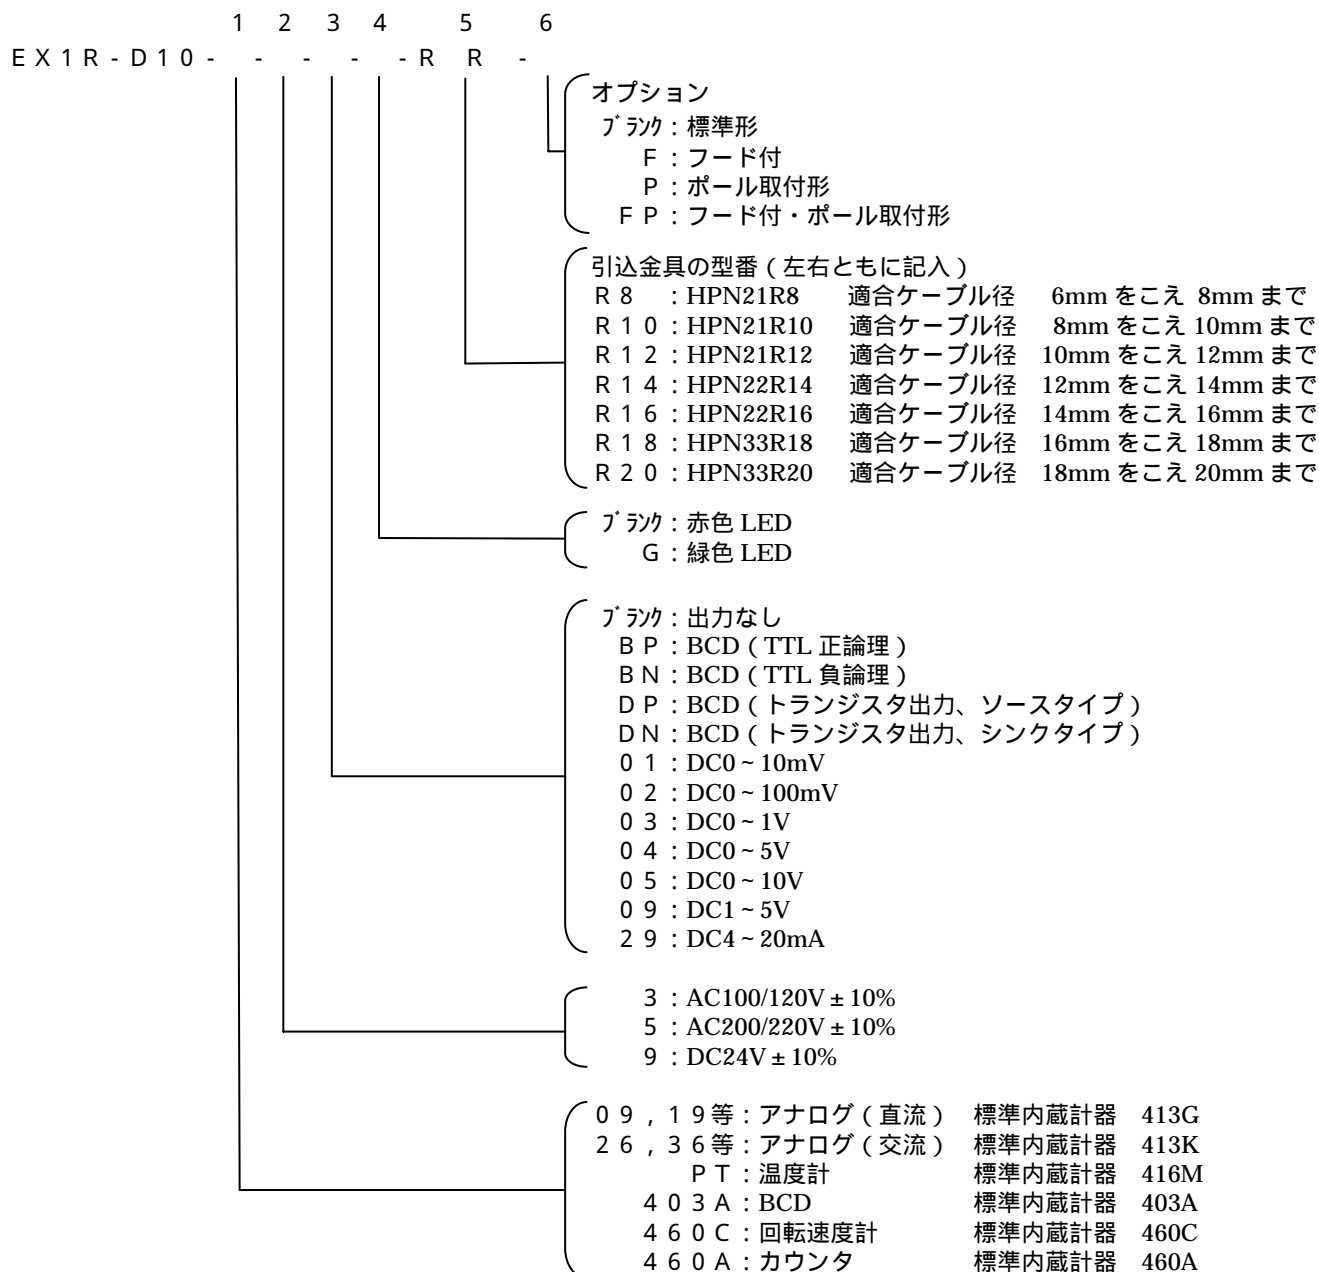 1 2 3 4 5 6
EX1R-D10- - - - -R R -
オプション
ブランク：標準形
F：フード付
P：ポール取付形
FP：フード付・ポール取付形
引込金具の型番（左右ともに記入）
R8 ：HPN21R8 適合ケーブル径 6mm をこえ 8mm まで
R10：HPN21R10 適合ケーブル径 8mm をこえ 10mm まで
R12：HPN21R12 適合ケーブル径 10mm をこえ 12mm まで
R14：HPN22R14 適合ケーブル径 12mm をこえ 14mm まで
R16：HPN22R16 適合ケーブル径 14mm をこえ 16mm まで
R18：HPN33R18 適合ケーブル径 16mm をこえ 18mm まで
R20：HPN33R20 適合ケーブル径 18mm をこえ 20mm まで
ブランク：赤色 LED
G：緑色 LED
ブランク：出力なし
BP：BCD（TTL 正論理）
BN：BCD（TTL 負論理）
DP：BCD（トランジスタ出力、ソースタイプ）
DN：BCD（トランジスタ出力、シンクタイプ）
01：DC0~10mV
02：DC0~100mV
03：DC0~1V
04：DC0~5V
05：DC0~10V
09：DC1~5V
29：DC4~20mA
3：AC100/120V±10%
5：AC200/220V±10%
9：DC24V±10%
09,19等：アナログ（直流） 標準内蔵計器 413G
26,36等：アナログ（交流） 標準内蔵計器 413K
PT：温度計 標準内蔵計器 416M
403A：BCD 標準内蔵計器 403A
460C：回転速度計 標準内蔵計器 460C
460A：カウンタ 標準内蔵計器 460A